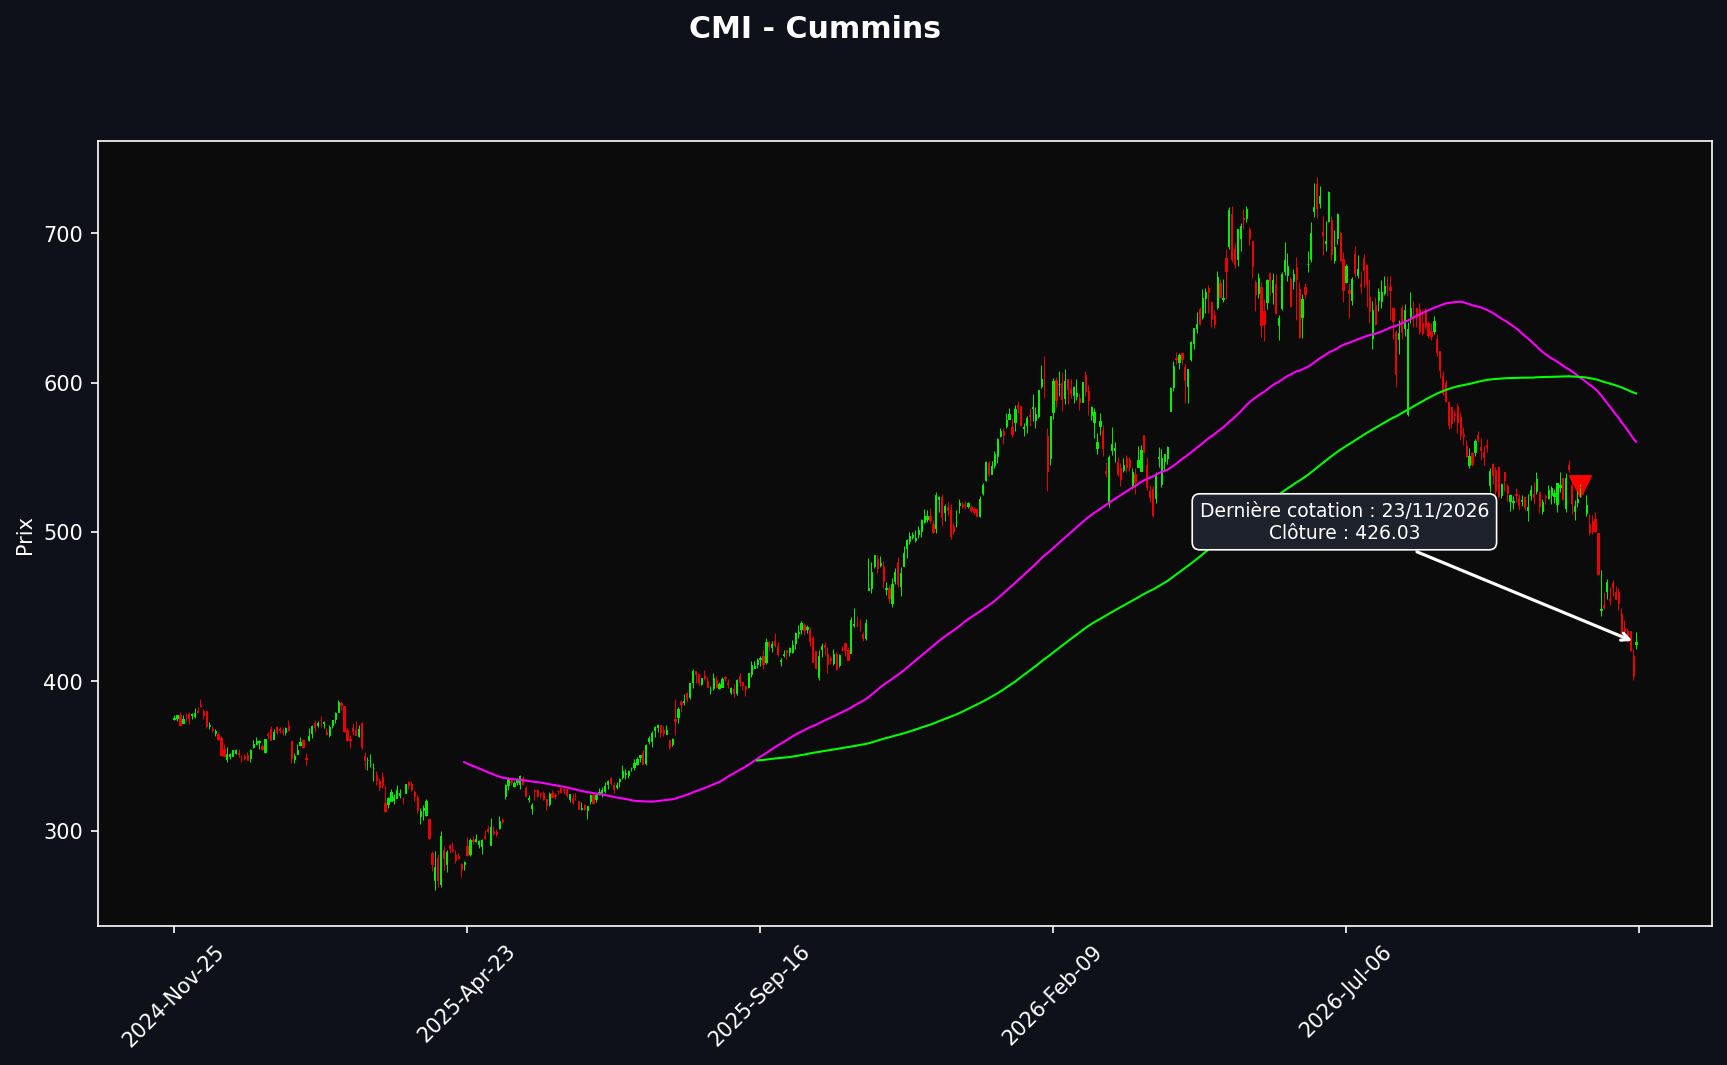 CMI - Cummins
Prix
700
600
500
400
300
Dernière cotation : 23/11/2026
Clôture : 426.03
2024-Nov-25
2025-Apr-23
2025-Sep-16
2026-Feb-09
2026-Jul-06